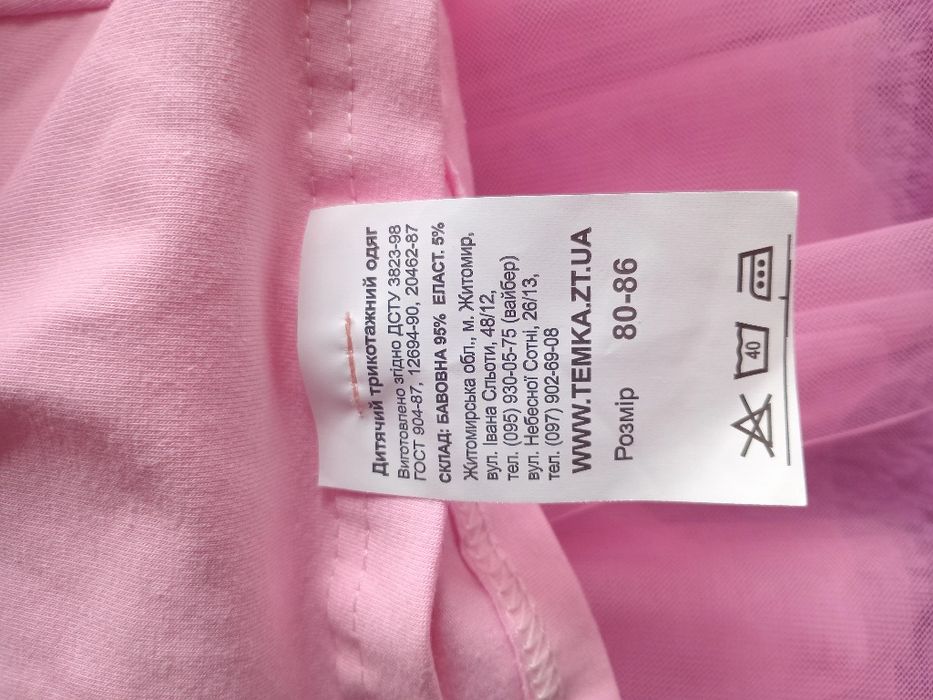 Дитячий трикотажний одяг
Виготовлено згідно ДСТУ 3823-98
ГОСТ 904-87, 12694-90, 20462-87
СКЛАД: БАВОВНА 95% ЕЛАСТ. 5%
Житомирська обл., м. Житомир,
вул. Івана Сльоти, 48/12,
тел. (095) 930-05-75 (вайбер)
вул. Небесної Сотні, 26/13,
тел. (097) 902-69-08
WWW.TEMKA.ZT.UA
Розмір 80-86
40